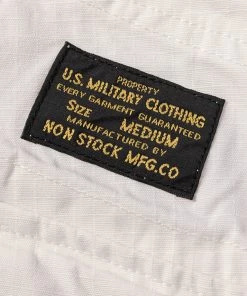 PROPERTY
U.S. MILITARY CLOTHING
EVERY GARMENT GUARANTEED
SIZE MEDIUM
MANUFACTURED BY
NON STOCK MFG.CO